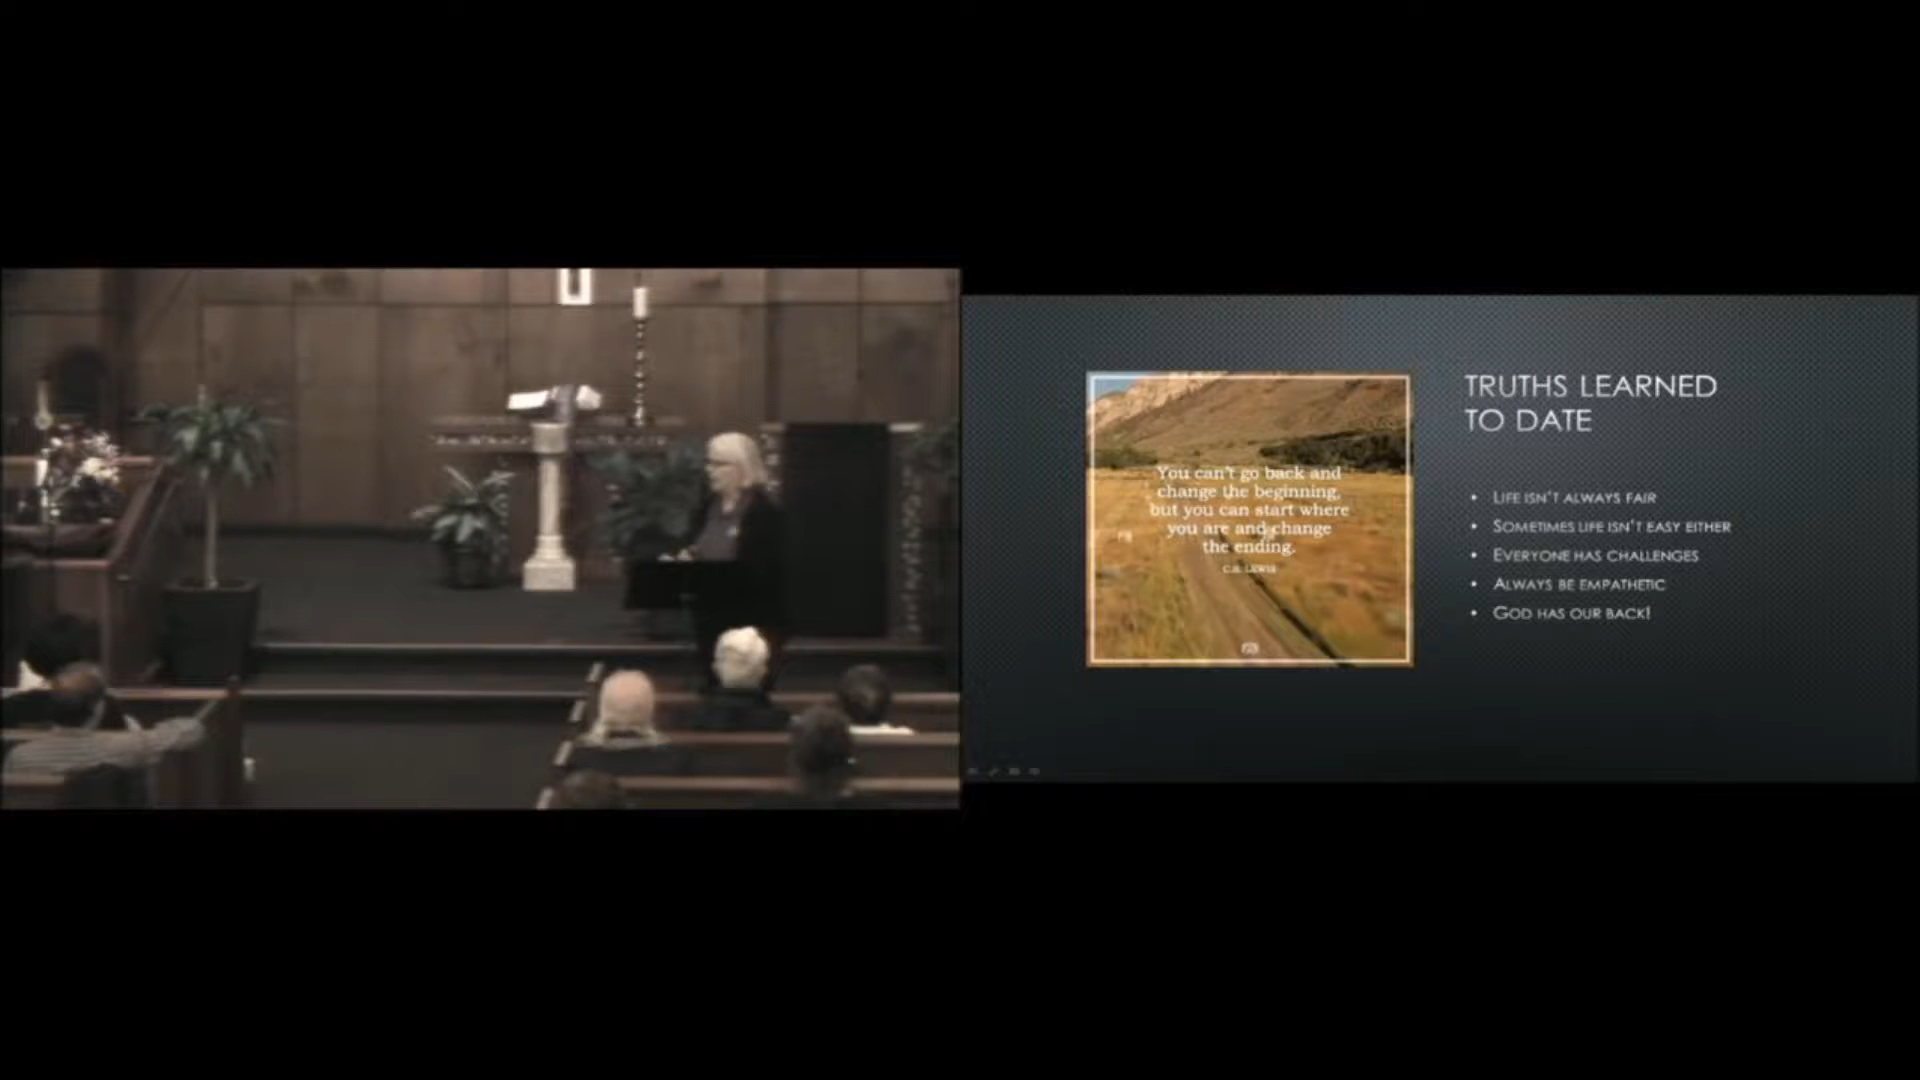 TRUTHS LEARNED
TO DATE
You can't go back and
change the beginning,
but you can start where
you are and change
the ending.
C.S. LEWIS
• LIFE ISN'T ALWAYS FAIR
• SOMETIMES LIFE ISN'T EASY EITHER
• EVERYONE HAS CHALLENGES
• ALWAYS BE EMPATHETIC
• GOD HAS OUR BACK!